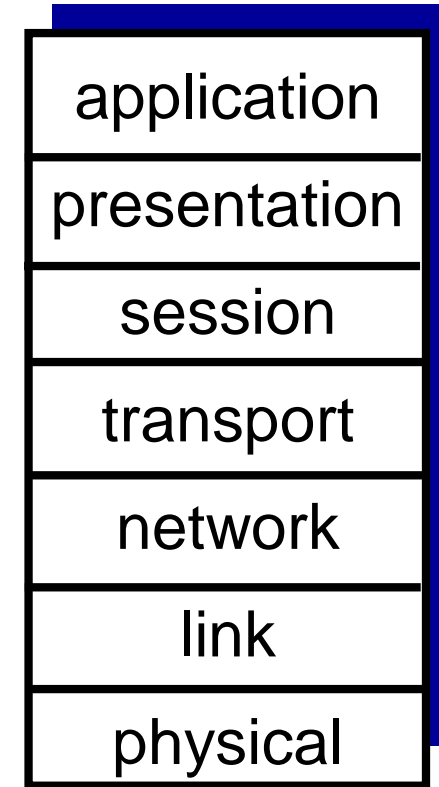 application
presentation
session
transport
network
link
physical